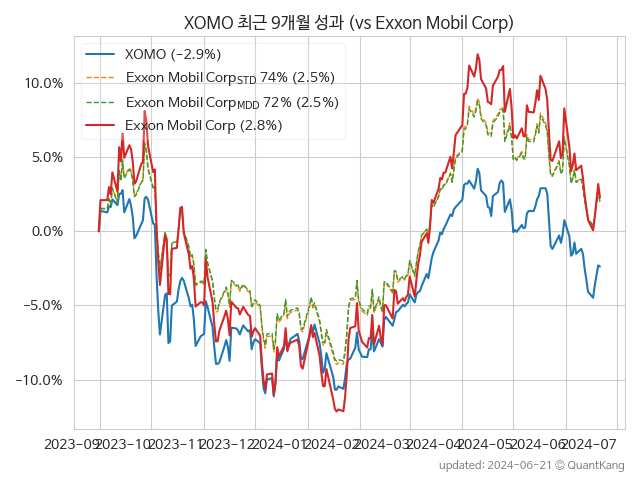 XOMO 최근 9개월 성과 (vs Exxon Mobil Corp)
XOMO (-2.9%)
Exxon Mobil CorpSTD 74% (2.5%)
Exxon Mobil CorpMDD 72% (2.5%)
Exxon Mobil Corp (2.8%)
10.0%
5.0%
0.0%
−5.0%
−10.0%
2023-09 2023-10 2023-11 2023-12 2024-01 2024-02 2024-03 2024-04 2024-05 2024-06 2024-07
updated: 2024-06-21 © QuantKang